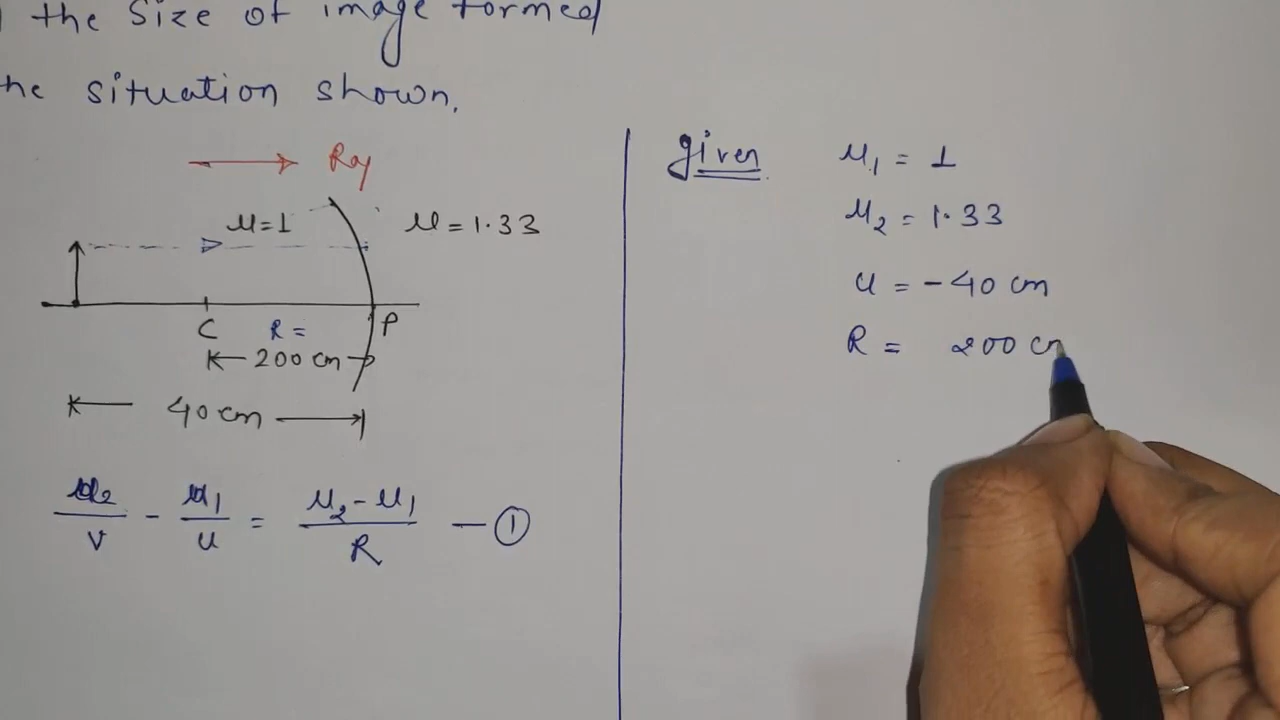 the size of image formed
he situation shown.
Ray
μ=1
μ = 1.33
C
R =
P
200 cm
40 cm
μ₂/v - μ₁/u = μ₂ - μ₁/R — ①
given
μ₁ = 1
μ₂ = 1.33
u = - 40 cm
R = 200 cm